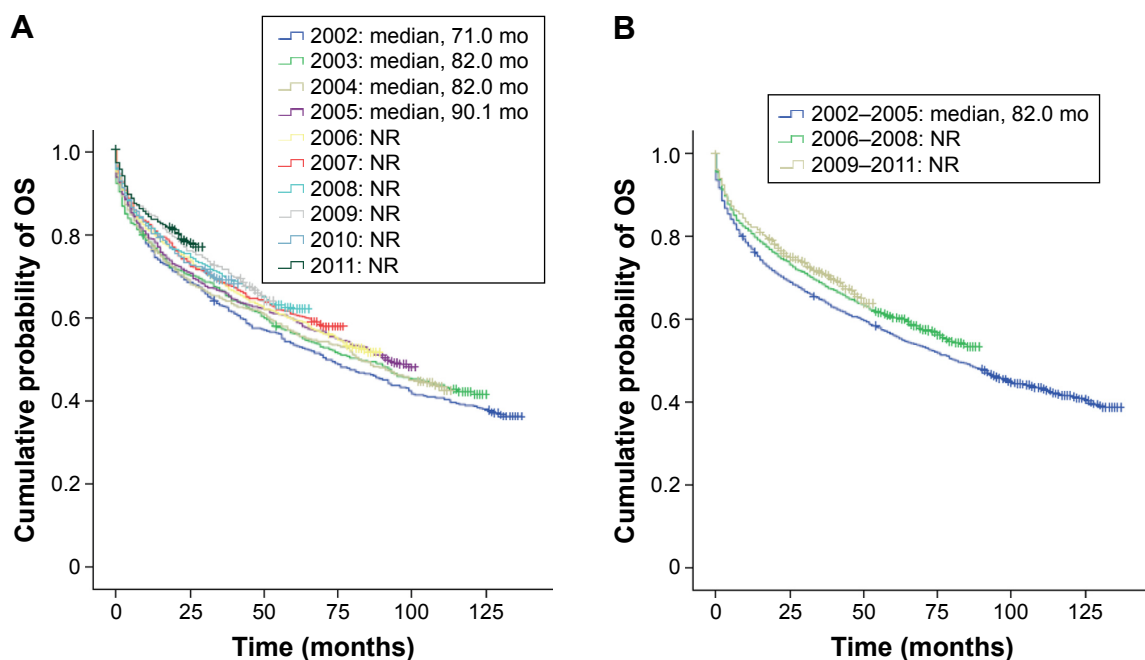 A
2002: median, 71.0 mo
2003: median, 82.0 mo
2004: median, 82.0 mo
2005: median, 90.1 mo
2006: NR
2007: NR
2008: NR
2009: NR
2010: NR
2011: NR
Cumulative probability of OS
1.0
0.8
0.6
0.4
0.2
0
0 25 50 75 100 125
Time (months)
B
2002–2005: median, 82.0 mo
2006–2008: NR
2009–2011: NR
Cumulative probability of OS
1.0
0.8
0.6
0.4
0.2
0
0 25 50 75 100 125
Time (months)